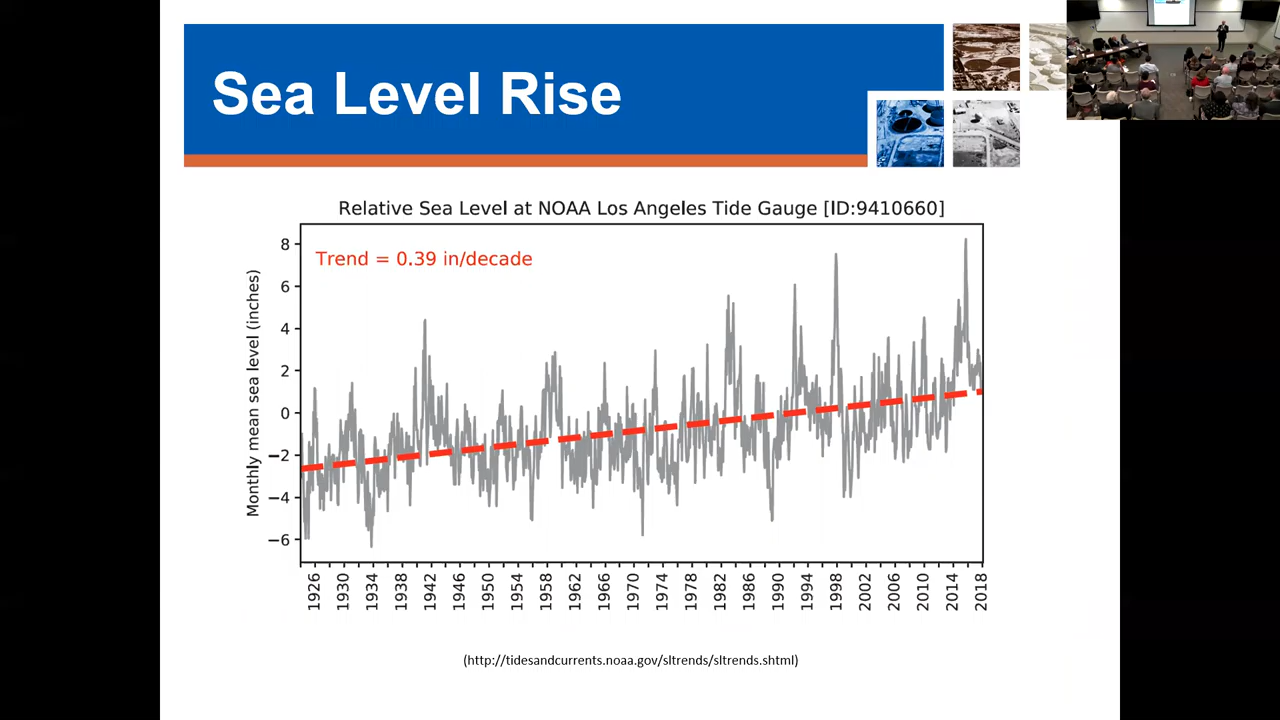 Sea Level Rise
Relative Sea Level at NOAA Los Angeles Tide Gauge [ID:9410660]
Trend = 0.39 in/decade
Monthly mean sea level (inches)
8
6
4
2
0
−2
−4
−6
1926 1930 1934 1938 1942 1946 1950 1954 1958 1962 1966 1970 1974 1978 1982 1986 1990 1994 1998 2002 2006 2010 2014 2018
(http://tidesandcurrents.noaa.gov/sltrends/sltrends.shtml)